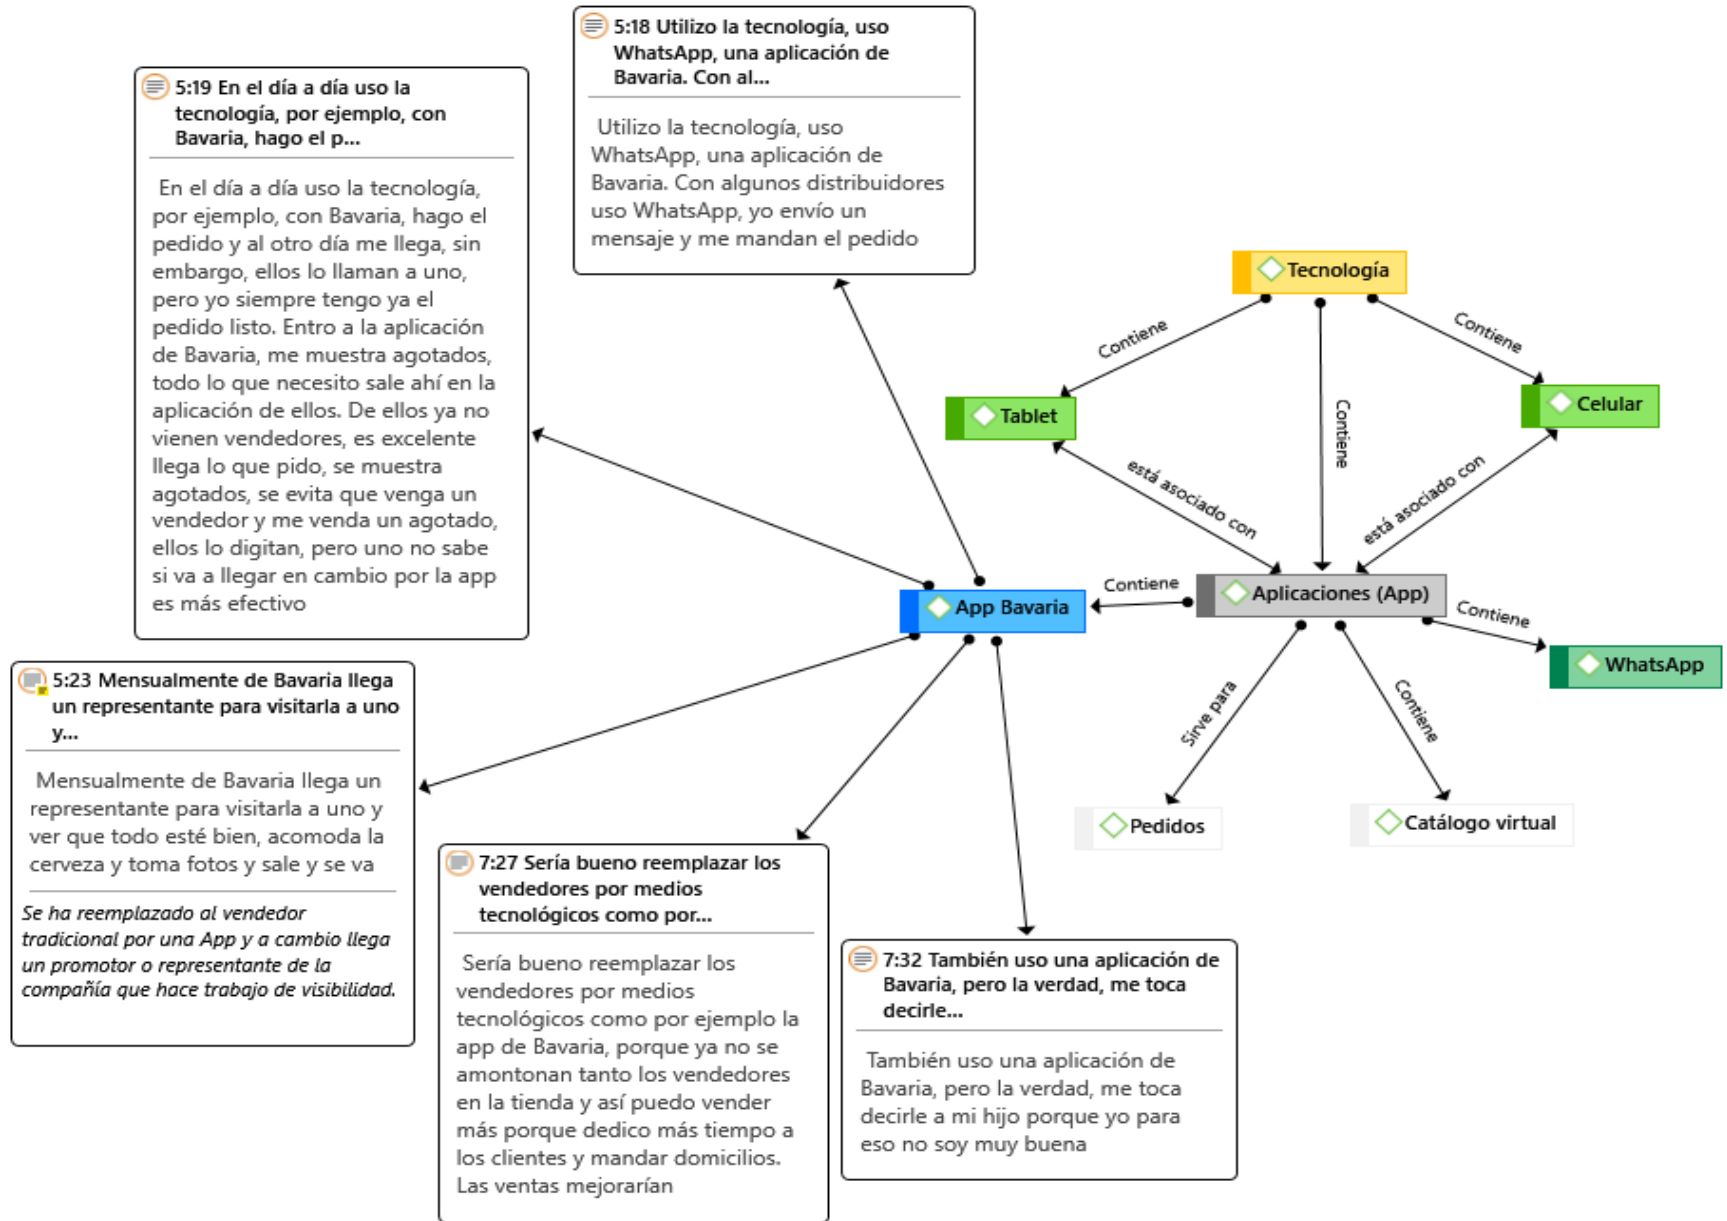 5:18 Utilizo la tecnología, uso
WhatsApp, una aplicación de
Bavaria. Con al...
Utilizo la tecnología, uso
WhatsApp, una aplicación de
Bavaria. Con algunos distribuidores
uso WhatsApp, yo envío un
mensaje y me mandan el pedido
5:19 En el día a día uso la
tecnología, por ejemplo, con
Bavaria, hago el p...
En el día a día uso la tecnología,
por ejemplo, con Bavaria, hago el
pedido y al otro día me llega, sin
embargo, ellos lo llaman a uno,
pero yo siempre tengo ya el
pedido listo. Entro a la aplicación
de Bavaria, me muestra agotados,
todo lo que necesito sale ahí en la
aplicación de ellos. De ellos ya no
vienen vendedores, es excelente
llega lo que pido, se muestra
agotados, se evita que venga un
vendedor y me venda un agotado,
ellos lo digitan, pero uno no sabe
si va a llegar en cambio por la app
es más efectivo
Tecnología
Contiene
Contiene
Contiene
Tablet
Celular
está asociado con
está asociado con
App Bavaria
Contiene
Aplicaciones (App)
Contiene
WhatsApp
Sirve para
Contiene
Pedidos
Catálogo virtual
5:23 Mensualmente de Bavaria llega
un representante para visitarla a uno
y...
Mensualmente de Bavaria llega un
representante para visitarla a uno y
ver que todo esté bien, acomoda la
cerveza y toma fotos y sale y se va
Se ha reemplazado al vendedor
tradicional por una App y a cambio llega
un promotor o representante de la
compañía que hace trabajo de visibilidad.
7:27 Sería bueno reemplazar los
vendedores por medios
tecnológicos como por...
Sería bueno reemplazar los
vendedores por medios
tecnológicos como por ejemplo la
app de Bavaria, porque ya no se
amontonan tanto los vendedores
en la tienda y así puedo vender
más porque dedico más tiempo a
los clientes y mandar domicilios.
Las ventas mejorarían
7:32 También uso una aplicación de
Bavaria, pero la verdad, me toca
decirle...
También uso una aplicación de
Bavaria, pero la verdad, me toca
decirle a mi hijo porque yo para
eso no soy muy buena